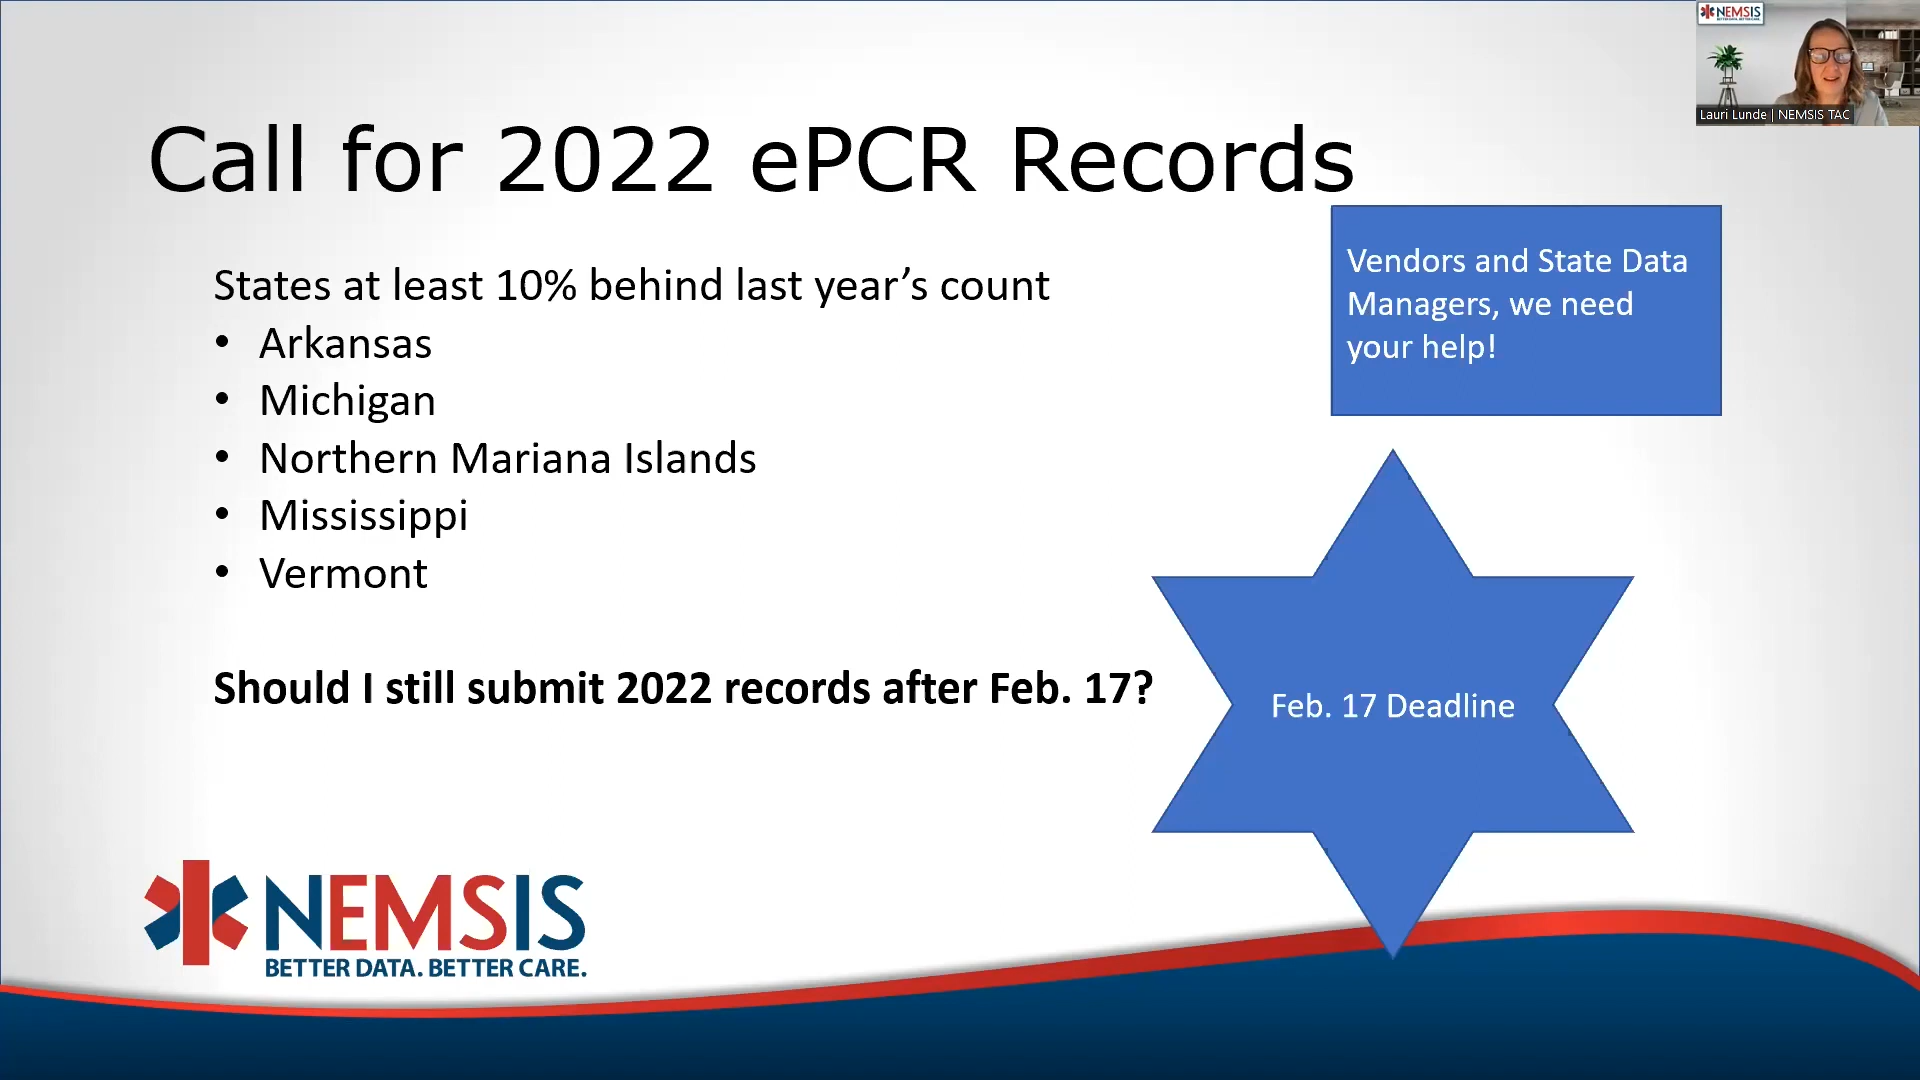 Call for 2022 ePCR Records
States at least 10% behind last year’s count
• Arkansas
• Michigan
• Northern Mariana Islands
• Mississippi
• Vermont
Should I still submit 2022 records after Feb. 17?
Vendors and State Data
Managers, we need
your help!
Feb. 17 Deadline
NEMSIS
BETTER DATA. BETTER CARE.
NEMSIS
Lauri Lunde | NEMSIS TAC